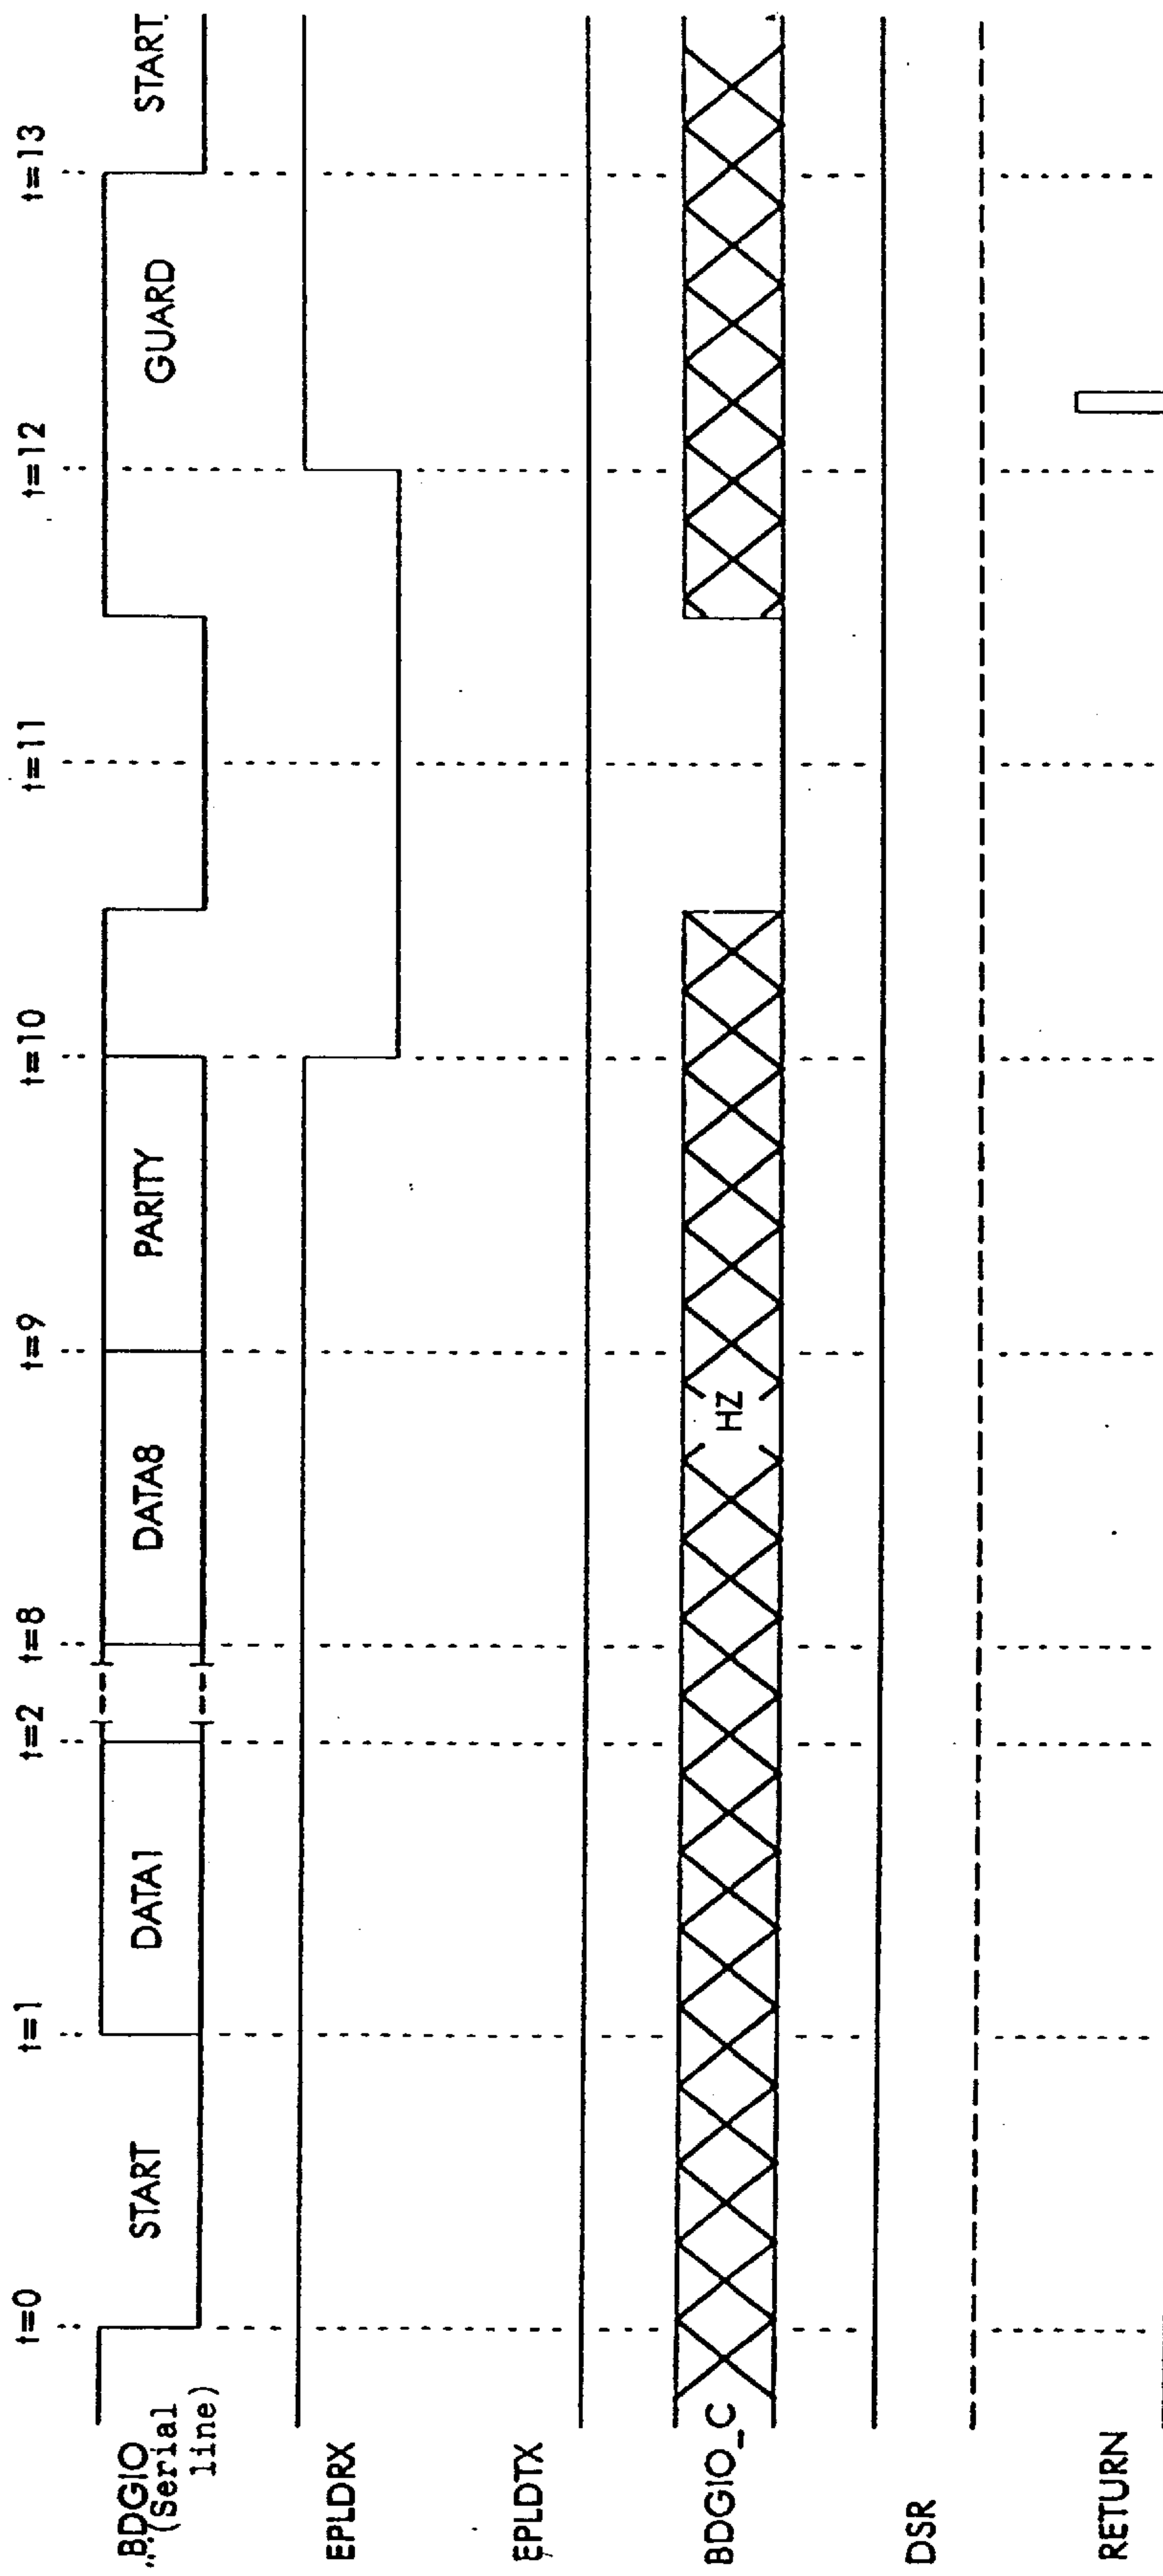 t=0 t=1 t=2 t=8 t=9 t=10 t=11 t=12 t=13
BDGIO
(Serial
line)
START DATA1 DATA8 PARITY GUARD START
EPLDRX
EPLDTX
BDGIO_C
HZ
DSR
RETURN